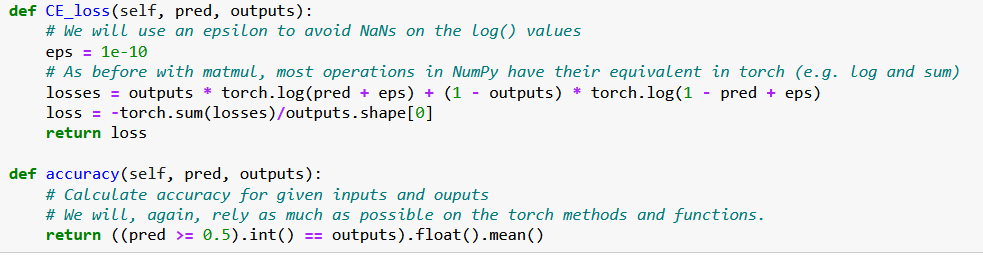 def CE_loss(self, pred, outputs):
    # We will use an epsilon to avoid NaNs on the log() values
    eps = 1e-10
    # As before with matmul, most operations in NumPy have their equivalent in torch (e.g. log and sum)
    losses = outputs * torch.log(pred + eps) + (1 - outputs) * torch.log(1 - pred + eps)
    loss = -torch.sum(losses)/outputs.shape[0]
    return loss

def accuracy(self, pred, outputs):
    # Calculate accuracy for given inputs and ouputs
    # We will, again, rely as much as possible on the torch methods and functions.
    return ((pred >= 0.5).int() == outputs).float().mean()